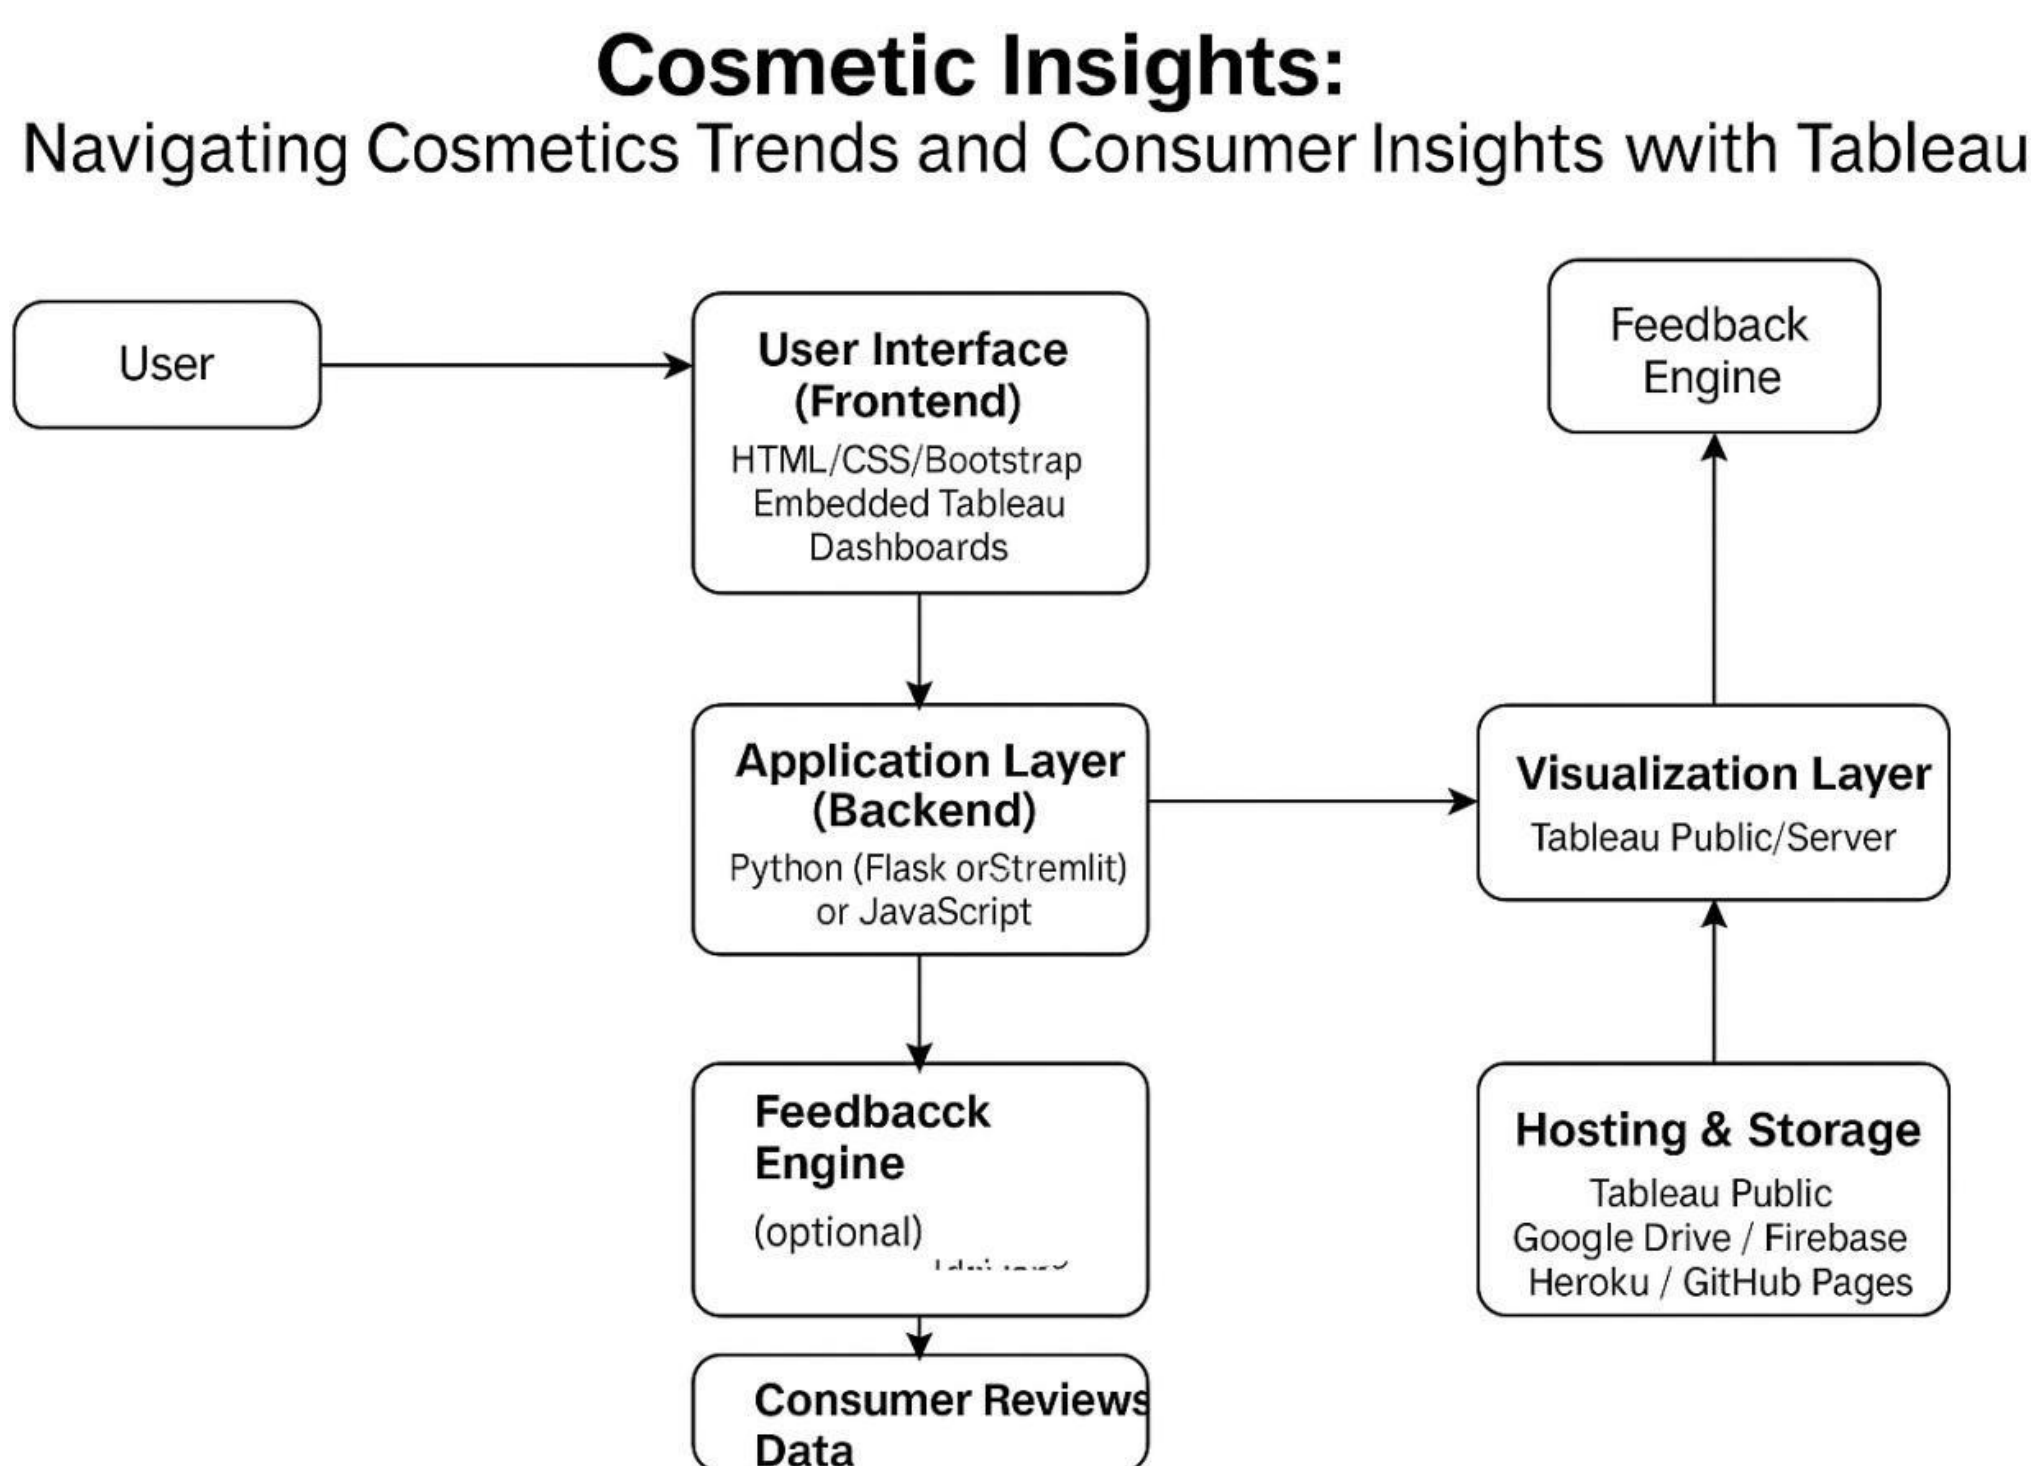 Cosmetic Insights:
Navigating Cosmetics Trends and Consumer Insights wwith Tableau
User
User Interface
(Frontend)
HTML/CSS/Bootstrap
Embedded Tableau
Dashboards
Feedback
Engine
Application Layer
(Backend)
Python (Flask orStremlit)
or JavaScript
Visualization Layer
Tableau Public/Server
Feedbacck
Engine
(optional)
Hosting & Storage
Tableau Public
Google Drive / Firebase
Heroku / GitHub Pages
Consumer Reviews
Data